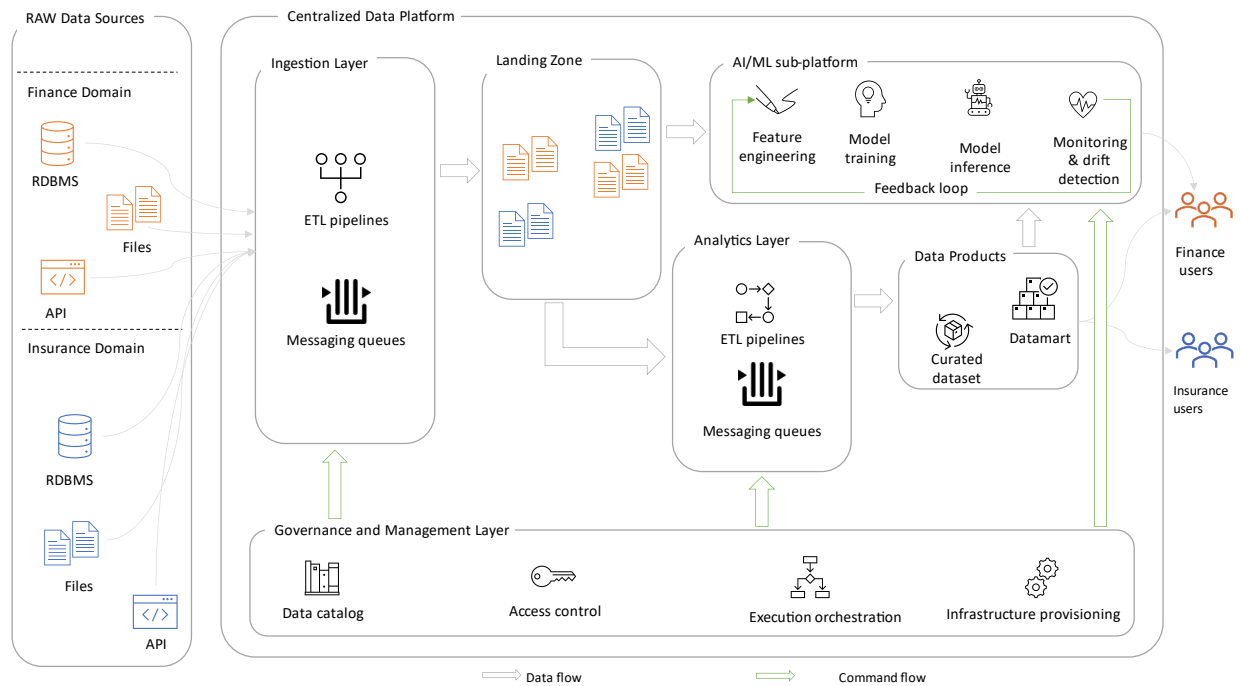 RAW Data Sources
Finance Domain
RDBMS
Files
API
Insurance Domain
RDBMS
Files
API
Centralized Data Platform
Ingestion Layer
ETL pipelines
Messaging queues
Landing Zone
AI/ML sub-platform
Feature
engineering
Model
training
Model
inference
Monitoring
& drift
detection
Feedback loop
Analytics Layer
ETL pipelines
Messaging queues
Data Products
Curated
dataset
Datamart
Finance
users
Insurance
users
Governance and Management Layer
Data catalog
Access control
Execution orchestration
Infrastructure provisioning
Data flow
Command flow